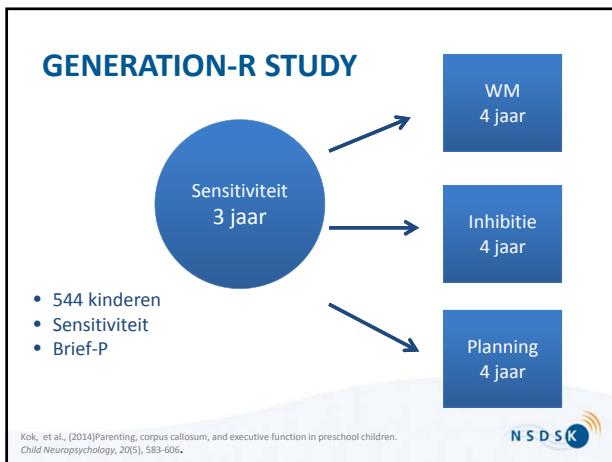 GENERATION-R STUDY
WM
4 jaar
Sensitiviteit
3 jaar
Inhibitie
4 jaar
• 544 kinderen
• Sensitiviteit
• Brief-P
Planning
4 jaar
Kok, et al., (2014)Parenting, corpus callosum, and executive function in preschool children.
Child Neuropsychology, 20(5), 583-606.
NSDSK